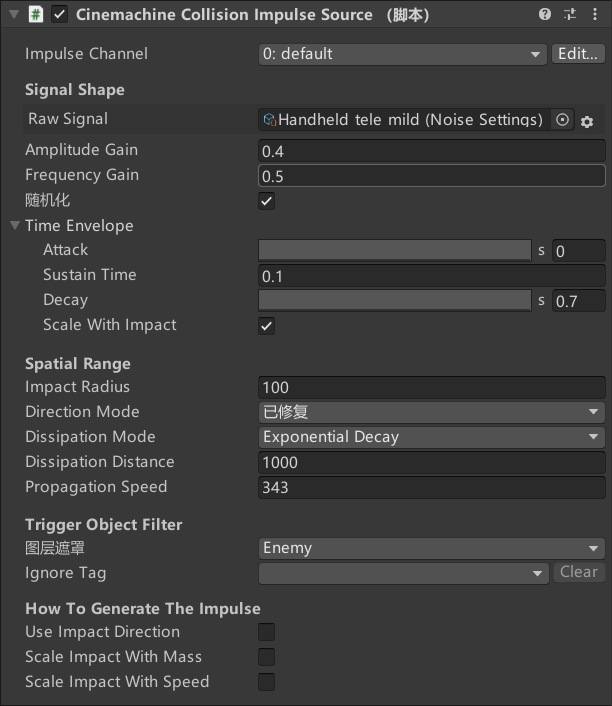 Cinemachine Collision Impulse Source （脚本）
Impulse Channel 0: default Edit...
Signal Shape
Raw Signal Handheld tele mild (Noise Settings)
Amplitude Gain 0.4
Frequency Gain 0.5
随机化
Time Envelope
Attack s 0
Sustain Time 0.1
Decay s 0.7
Scale With Impact
Spatial Range
Impact Radius 100
Direction Mode 已修复
Dissipation Mode Exponential Decay
Dissipation Distance 1000
Propagation Speed 343
Trigger Object Filter
图层遮罩 Enemy
Ignore Tag Clear
How To Generate The Impulse
Use Impact Direction
Scale Impact With Mass
Scale Impact With Speed